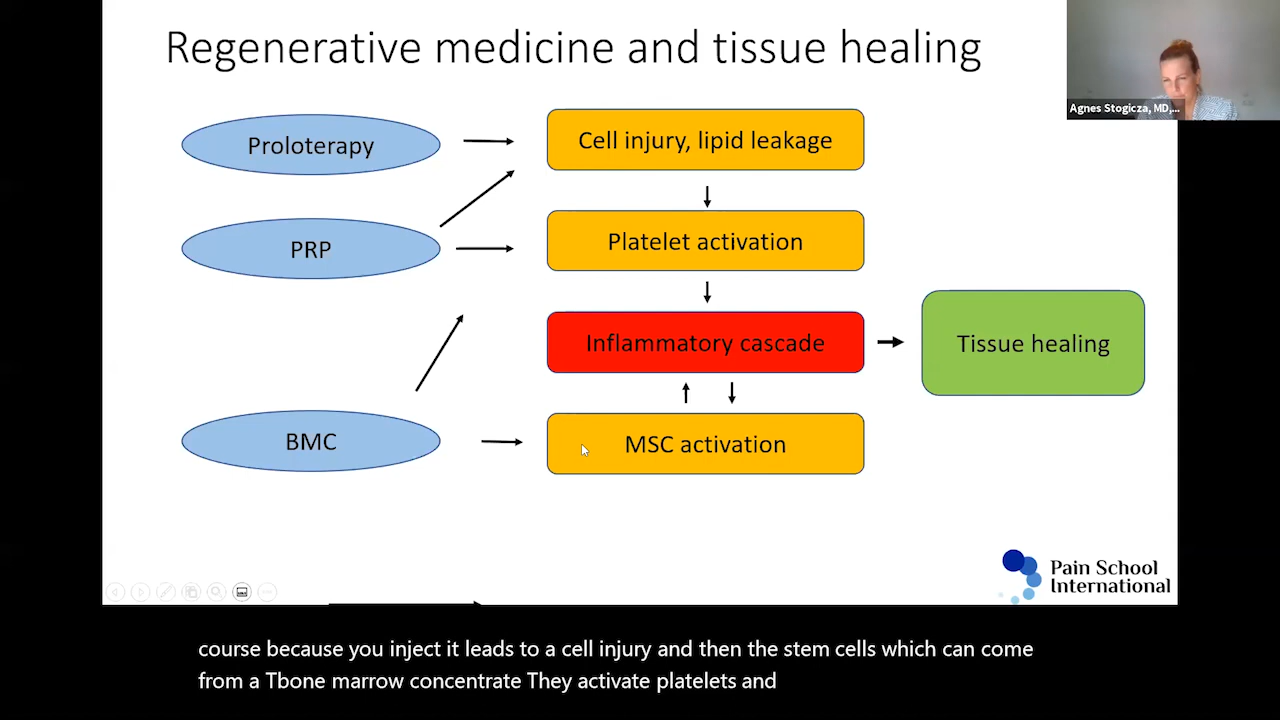 Regenerative medicine and tissue healing
Agnes Stogicza, MD,...
Proloterapy
Cell injury, lipid leakage
PRP
Platelet activation
Inflammatory cascade
Tissue healing
BMC
MSC activation
Pain School
International
course because you inject it leads to a cell injury and then the stem cells which can come
from a Tbone marrow concentrate They activate platelets and